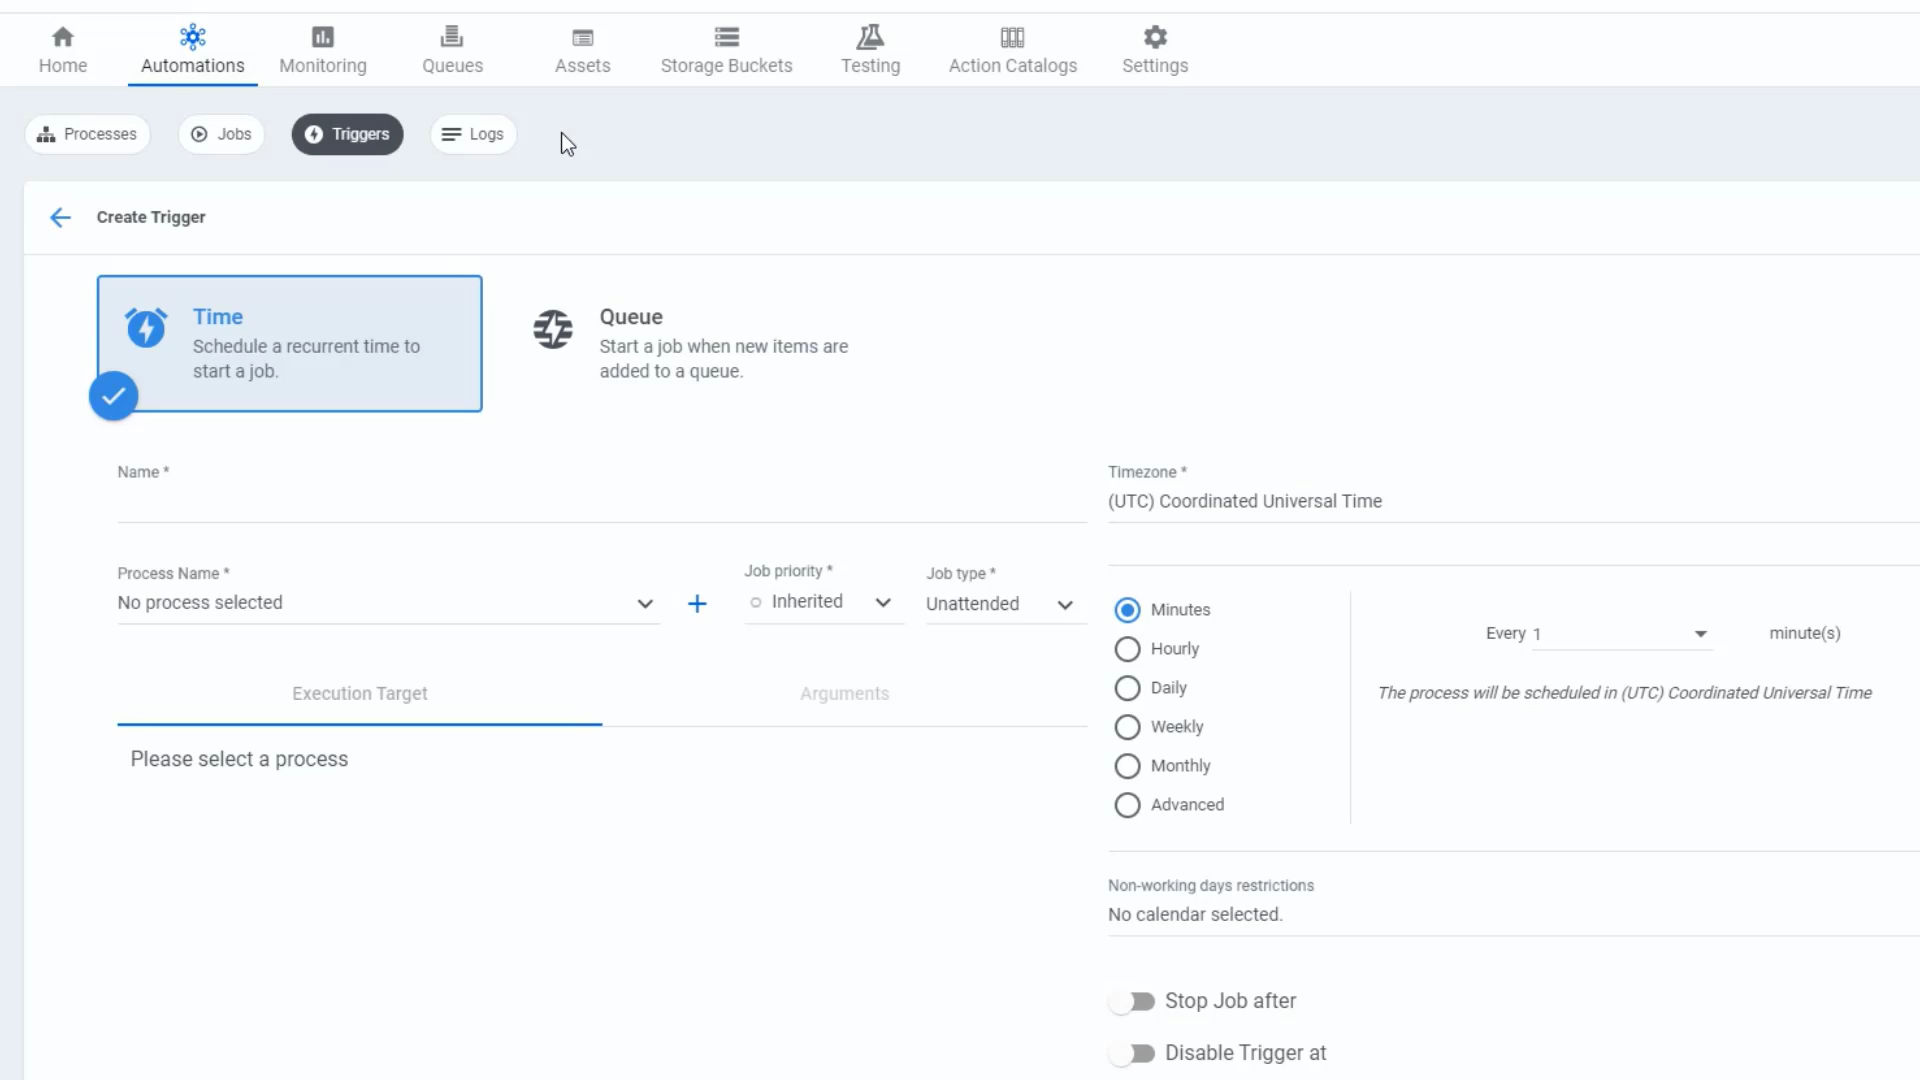 Home
Automations
Monitoring
Queues
Assets
Storage Buckets
Testing
Action Catalogs
Settings
Processes
Jobs
Triggers
Logs
Create Trigger
Time
Schedule a recurrent time to
start a job.
Queue
Start a job when new items are
added to a queue.
Name *
Timezone *
(UTC) Coordinated Universal Time
Process Name *
No process selected
Job priority *
Inherited
Job type *
Unattended
Execution Target
Arguments
Please select a process
Minutes
Hourly
Daily
Weekly
Monthly
Advanced
Every 1 minute(s)
The process will be scheduled in (UTC) Coordinated Universal Time
Non-working days restrictions
No calendar selected.
Stop Job after
Disable Trigger at